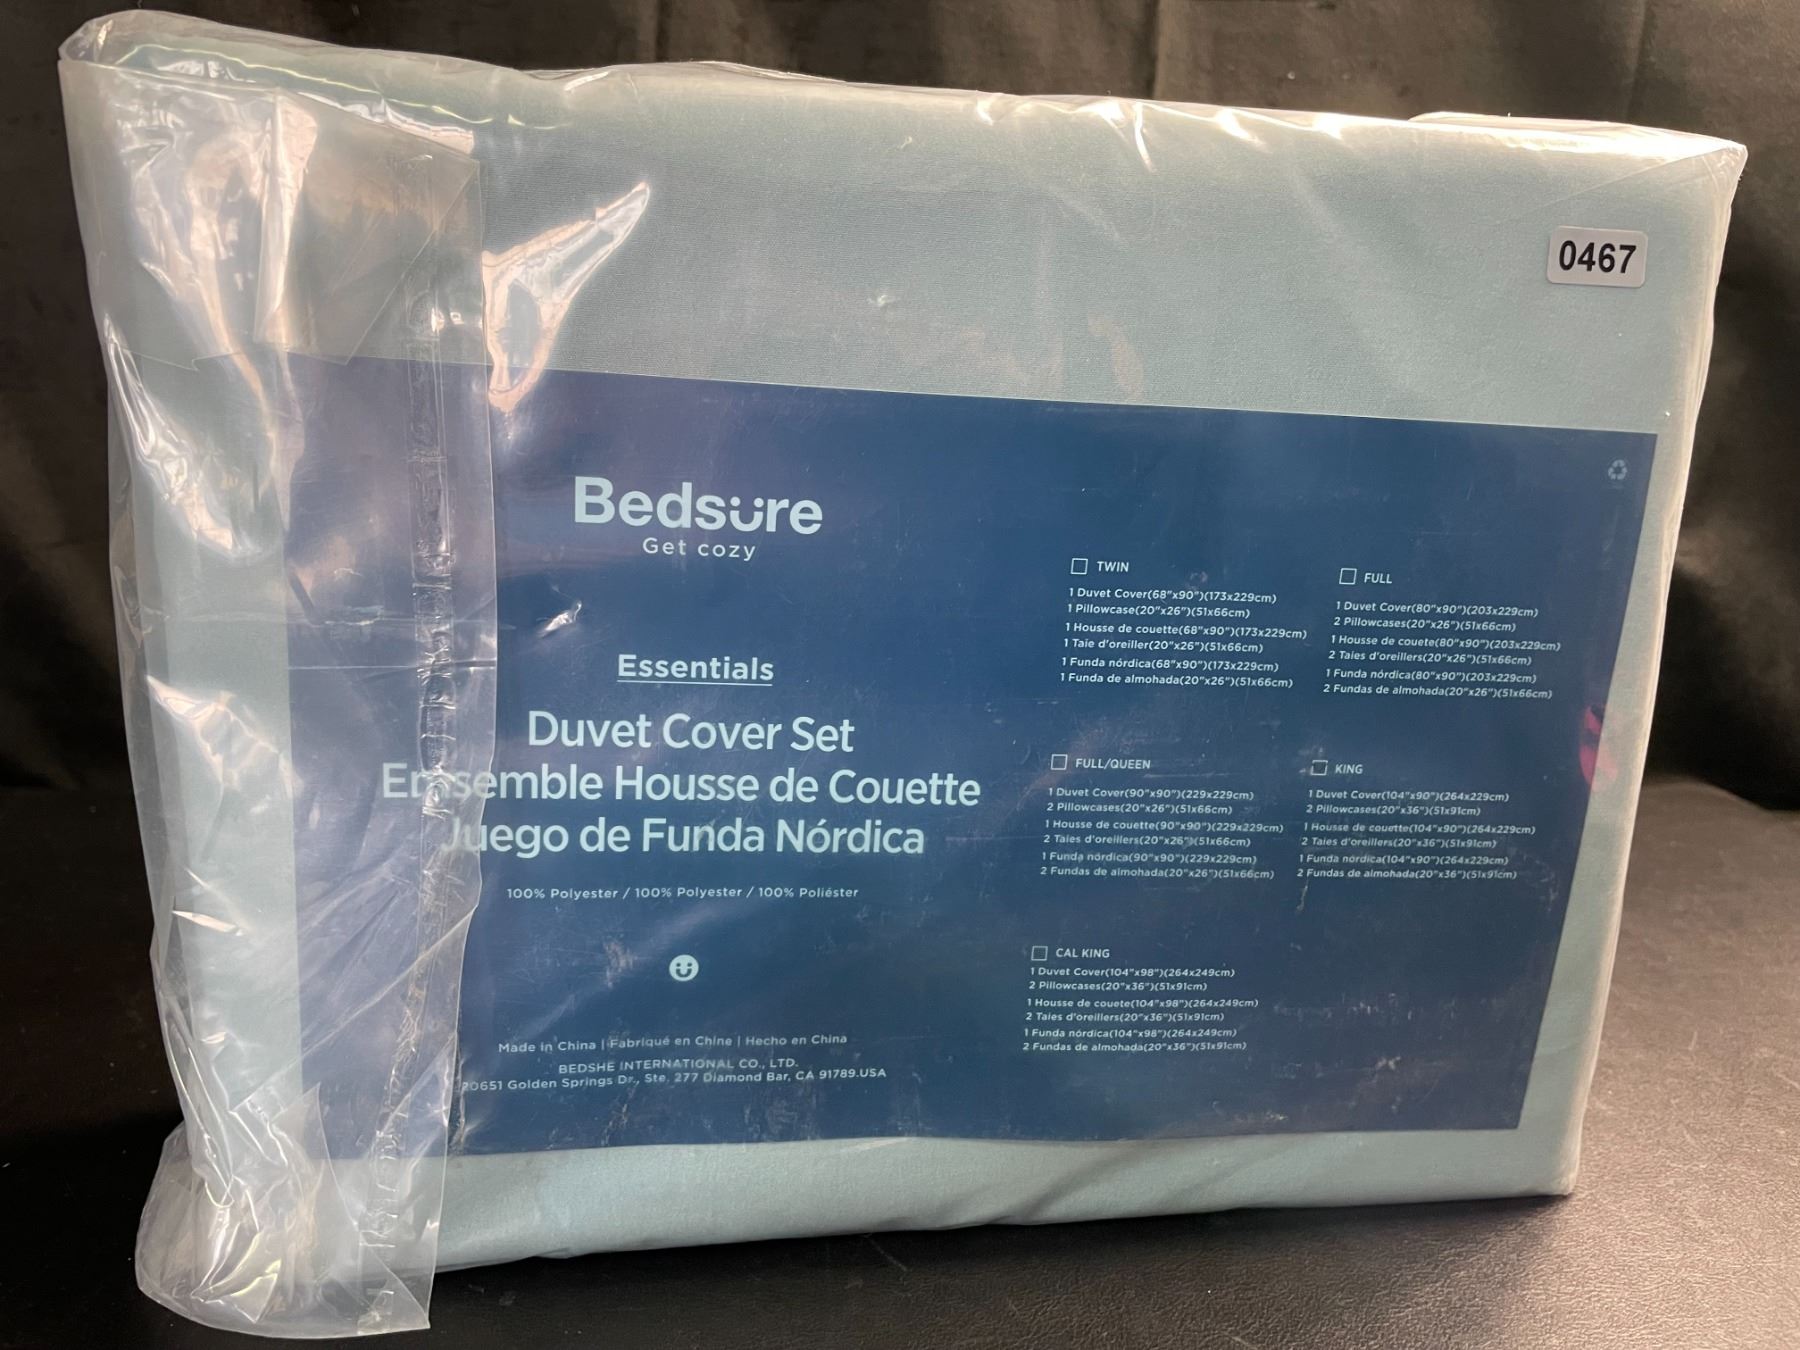 0467
Bedsure
Get cozy
Essentials
Duvet Cover Set
Ensemble Housse de Couette
Juego de Funda Nórdica
100% Polyester / 100% Polyester / 100% Poliéster
Made in China | Fabriqué en Chine | Hecho en China
BEDSHE INTERNATIONAL CO., LTD.
20651 Golden Springs Dr., Ste. 277 Diamond Bar, CA 91789.USA
TWIN
1 Duvet Cover(68"x90")(173x229cm)
1 Pillowcase(20"x26")(51x66cm)
1 Housse de couette(68"x90")(173x229cm)
1 Taie d'oreiller(20"x26")(51x66cm)
1 Funda nórdica(68"x90")(173x229cm)
1 Funda de almohada(20"x26")(51x66cm)
FULL
1 Duvet Cover(80"x90")(203x229cm)
2 Pillowcases(20"x26")(51x66cm)
1 Housse de couete(80"x90")(203x229cm)
2 Taies d'oreillers(20"x26")(51x66cm)
1 Funda nórdica(80"x90")(203x229cm)
2 Fundas de almohada(20"x26")(51x66cm)
FULL/QUEEN
1 Duvet Cover(90"x90")(229x229cm)
2 Pillowcases(20"x26")(51x66cm)
1 Housse de couette(90"x90")(229x229cm)
2 Taies d'oreillers(20"x26")(51x66cm)
1 Funda nórdica(90"x90")(229x229cm)
2 Fundas de almohada(20"x26")(51x66cm)
KING
1 Duvet Cover(104"x90")(264x229cm)
2 Pillowcases(20"x36")(51x91cm)
1 Housse de couette(104"x90")(264x229cm)
2 Taies d'oreillers(20"x36")(51x91cm)
1 Funda nórdica(104"x90")(264x229cm)
2 Fundas de almohada(20"x36")(51x91cm)
CAL KING
1 Duvet Cover(104"x98")(264x249cm)
2 Pillowcases(20"x36")(51x91cm)
1 Housse de couete(104"x98")(264x249cm)
2 Taies d'oreillers(20"x36")(51x91cm)
1 Funda nórdica(104"x98")(264x249cm)
2 Fundas de almohada(20"x36")(51x91cm)